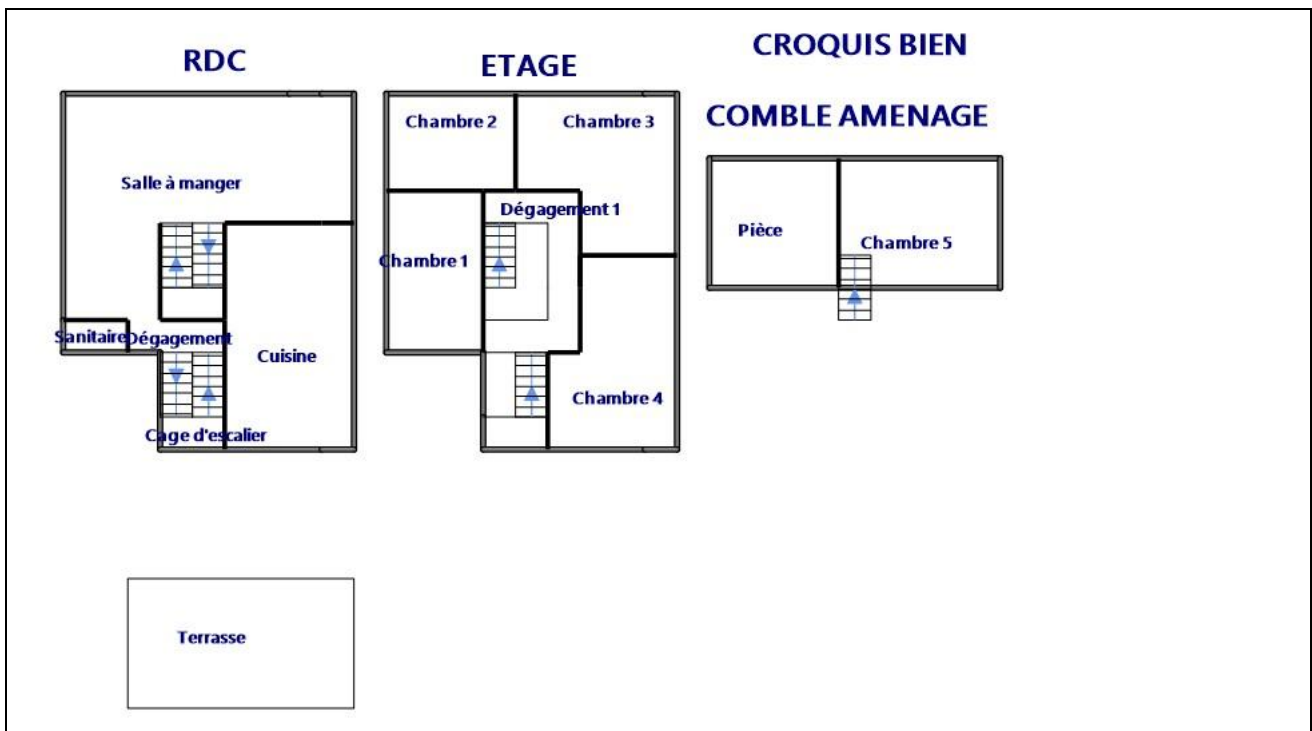 CROQUIS BIEN
RDC
ETAGE
COMBLE AMENAGE
Salle à manger
Sanitaire
Dégagement
Cuisine
Cage d'escalier
Chambre 2
Chambre 3
Dégagement 1
Chambre 1
Chambre 4
Pièce
Chambre 5
Terrasse